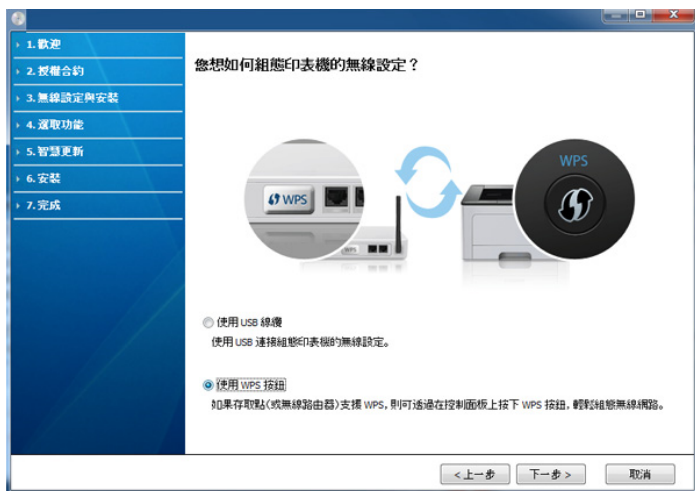 1. 歡迎
2. 授權合約
3. 無線設定與安裝
4. 選取功能
5. 智慧更新
6. 安裝
7. 完成
您想如何組態印表機的無線設定？
WPS
WPS
WPS
使用 USB 線纜
使用 USB 連接組態印表機的無線設定。
使用 WPS 按鈕
如果存取點(或無線路由器)支援 WPS, 則可透過在控制面板上按下 WPS 按鈕, 輕鬆組態無線網路。
<上一步
下一步>
取消